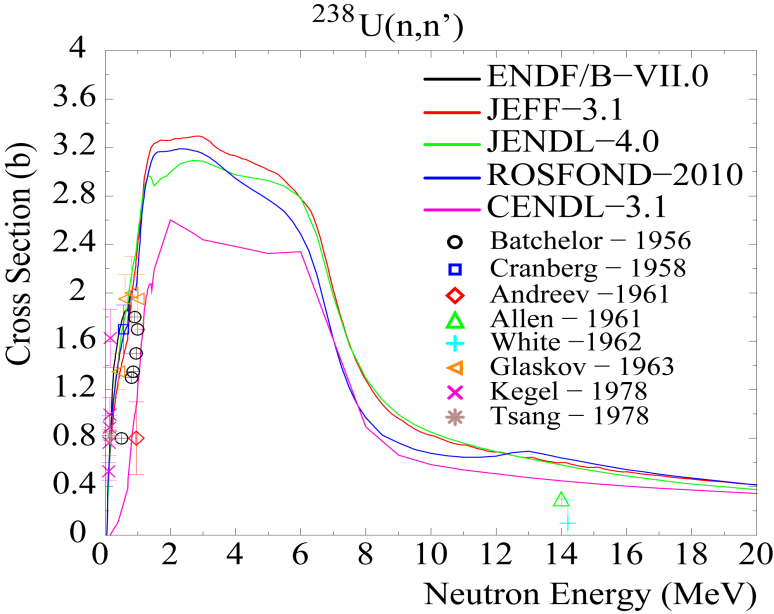 ²³⁸U(n,n’)
Cross Section (b)
4
3.6
3.2
2.8
2.4
2
1.6
1.2
0.8
0.4
0
ENDF/B−VII.0
JEFF−3.1
JENDL−4.0
ROSFOND−2010
CENDL−3.1
Batchelor − 1956
Cranberg − 1958
Andreev −1961
Allen − 1961
White −1962
Glaskov − 1963
Kegel − 1978
Tsang − 1978
0 2 4 6 8 10 12 14 16 18 20
Neutron Energy (MeV)